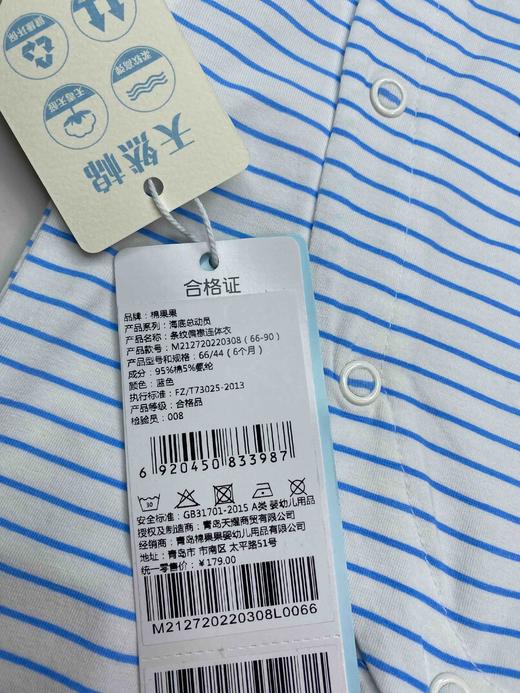 天然棉
合格证
品牌：棉果果
产品系列：海底总动员
产品名称：条纹偏襟连体衣
产品款号：M212720220308（66-90）
产品型号和规格：66/44（6个月）
成分：95%棉5%氨纶
颜色：蓝色
执行标准：FZ/T73025-2013
产品等级：合格品
检验员：008
6 920450 833987
30
安全标准：GB31701-2015 A类 婴幼儿用品
授权及制造商：青岛天耀商贸有限公司
经销商：青岛棉果果婴幼儿用品有限公司
地址：青岛市 市南区 太平路51号
统一零售价：￥179.00
M212720220308L0066